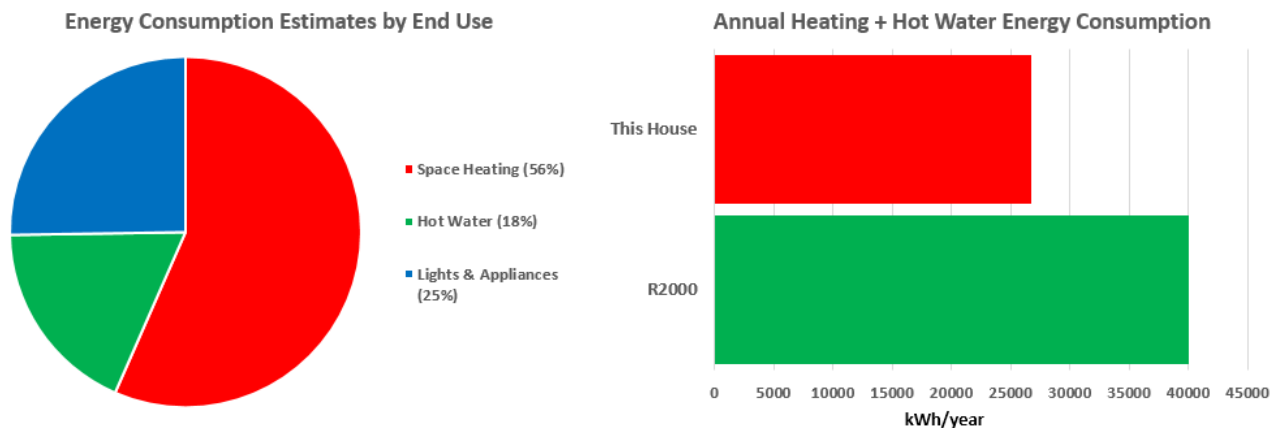 Energy Consumption Estimates by End Use
Space Heating (56%)
Hot Water (18%)
Lights & Appliances
(25%)
Annual Heating + Hot Water Energy Consumption
This House
R2000
0 5000 10000 15000 20000 25000 30000 35000 40000 45000
kWh/year